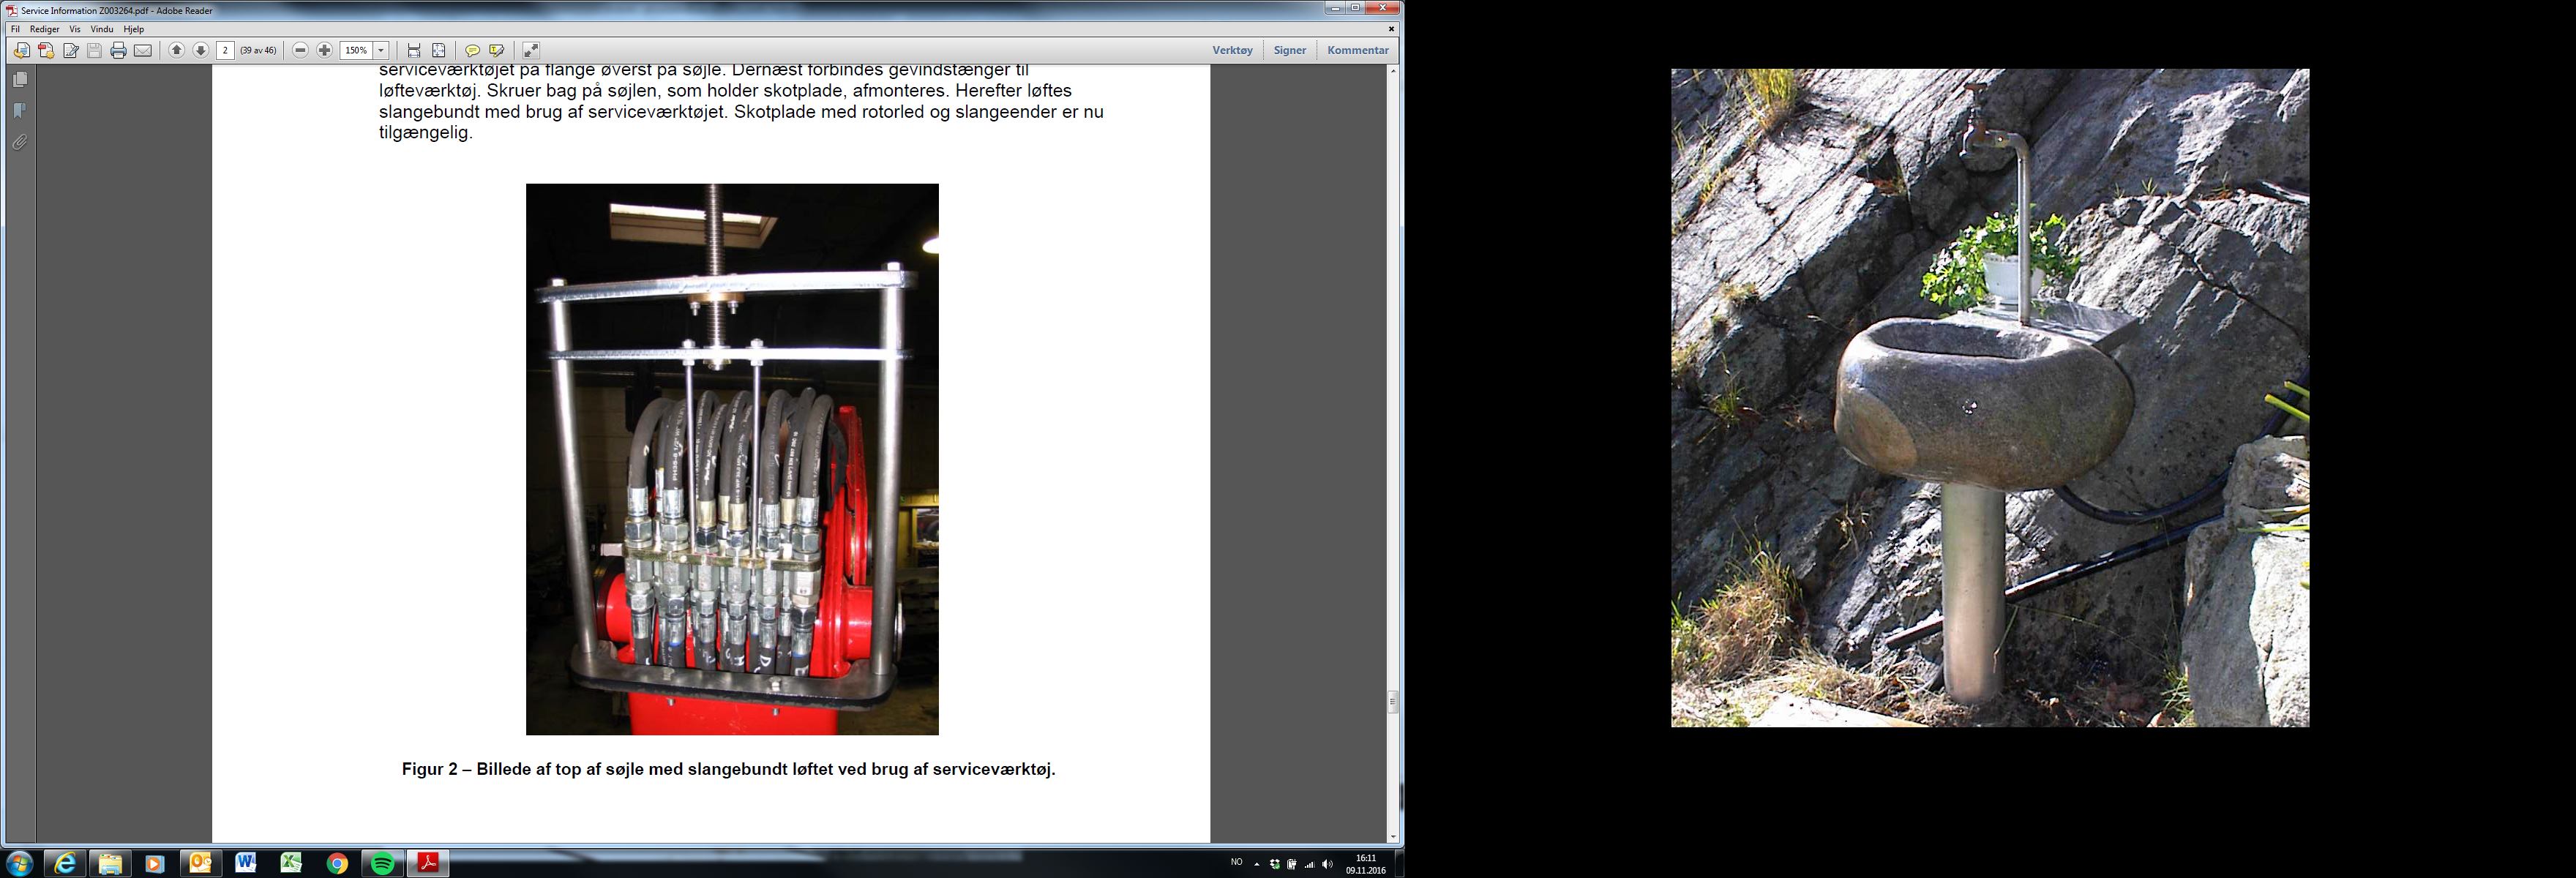 Service Information Z003264.pdf - Adobe Reader
Fil Rediger Vis Vindu Hjelp
2 (39 av 46) 150% Verktøy Signer Kommentar
serviceværktøjet på flange øverst på søjle. Dernæst forbindes gevindstænger til
løfteværktøj. Skruer bag på søjlen, som holder skotplade, afmonteres. Herefter løftes
slangebundt med brug af serviceværktøjet. Skotplade med rotorled og slangeender er nu
tilgængelig.
Figur 2 – Billede af top af søjle med slangebundt løftet ved brug af serviceværktøj.
NO
16:11
09.11.2016